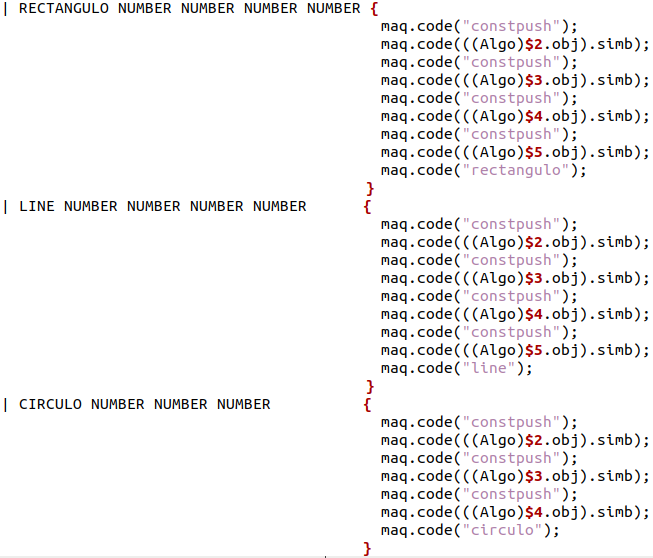 | RECTANGULO NUMBER NUMBER NUMBER NUMBER {
maq.code("constpush");
maq.code(((Algo)$2.obj).simb);
maq.code("constpush");
maq.code(((Algo)$3.obj).simb);
maq.code("constpush");
maq.code(((Algo)$4.obj).simb);
maq.code("constpush");
maq.code(((Algo)$5.obj).simb);
maq.code("rectangulo");
}
| LINE NUMBER NUMBER NUMBER NUMBER {
maq.code("constpush");
maq.code(((Algo)$2.obj).simb);
maq.code("constpush");
maq.code(((Algo)$3.obj).simb);
maq.code("constpush");
maq.code(((Algo)$4.obj).simb);
maq.code("constpush");
maq.code(((Algo)$5.obj).simb);
maq.code("line");
}
| CIRCULO NUMBER NUMBER NUMBER {
maq.code("constpush");
maq.code(((Algo)$2.obj).simb);
maq.code("constpush");
maq.code(((Algo)$3.obj).simb);
maq.code("constpush");
maq.code(((Algo)$4.obj).simb);
maq.code("circulo");
}